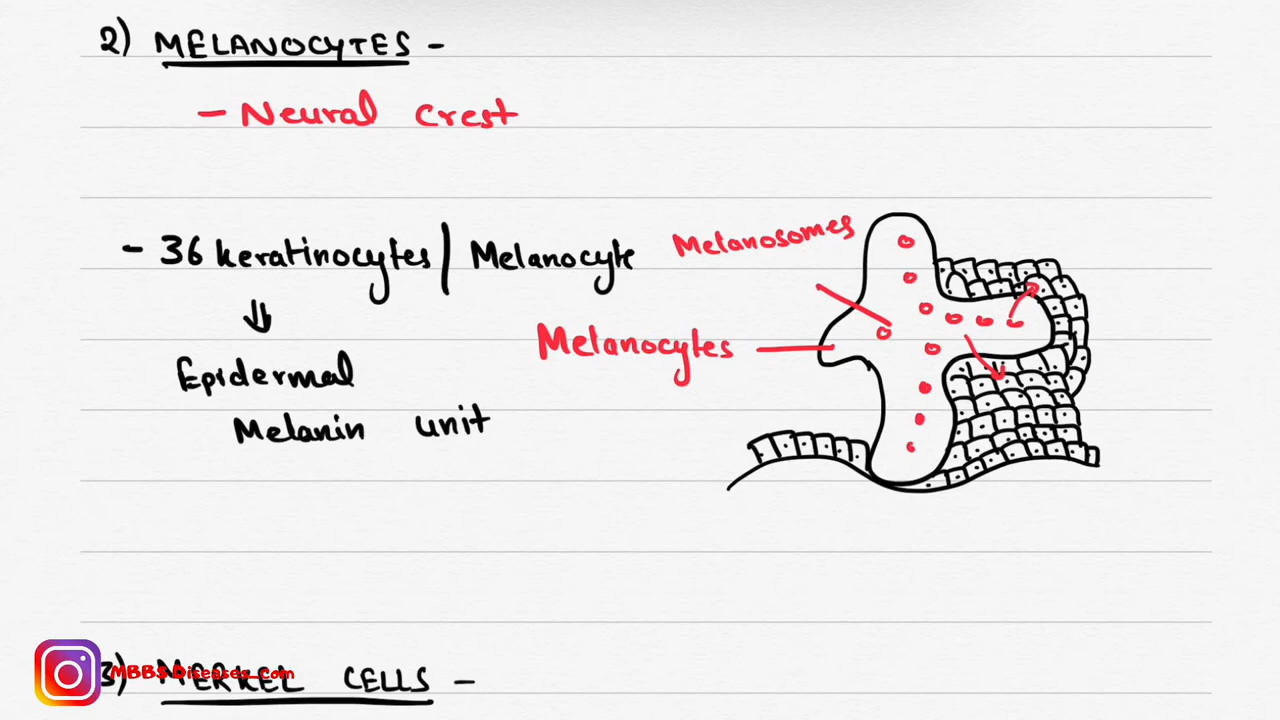 2) MELANOCYTES -
- Neural Crest
- 36 keratinocytes | Melanocyte
⇓
Epidermal
Melanin unit
Melanosomes
Melanocytes
3) MERKEL CELLS -
MBBSDiseases_Com